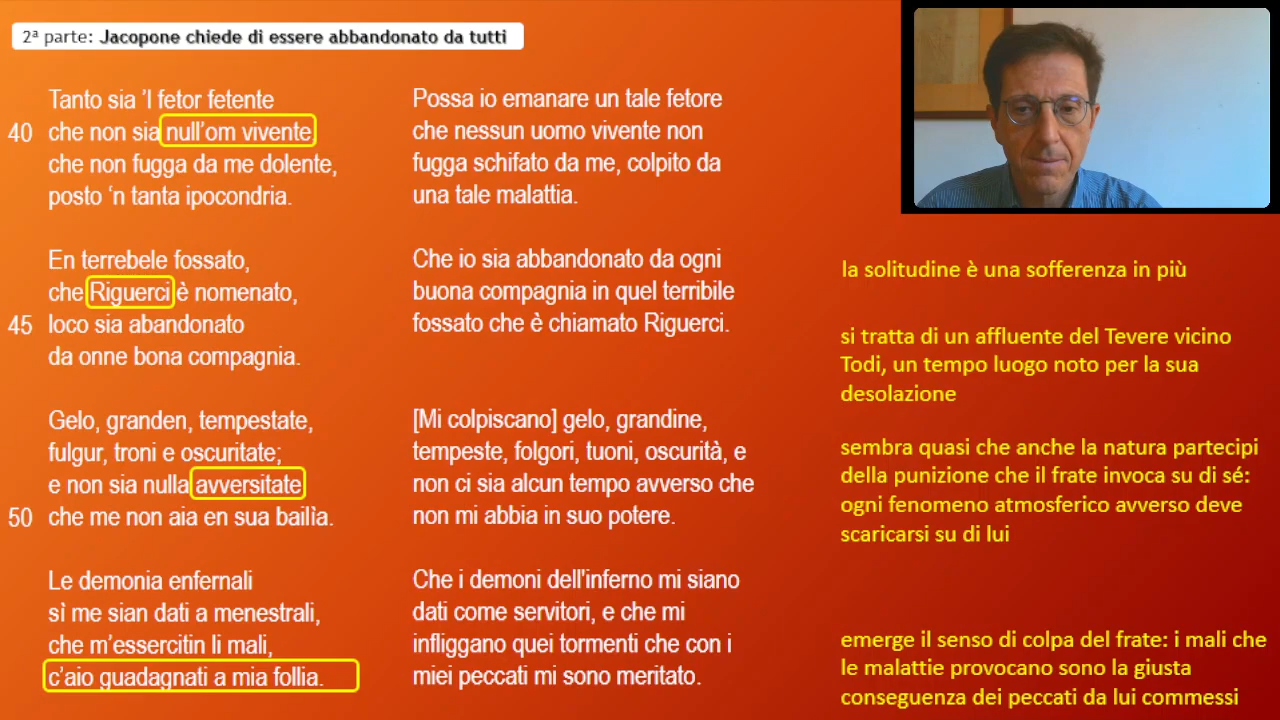 2ª parte: Jacopone chiede di essere abbandonato da tutti
Tanto sia ’l fetor fetente
40 che non sia null’om vivente
che non fugga da me dolente,
posto ‘n tanta ipocondria.
En terrebele fossato,
che Riguerci è nomenato,
45 loco sia abandonato
da onne bona compagnia.
Gelo, granden, tempestate,
fulgur, troni e oscuritate;
e non sia nulla avversitate
50 che me non aia en sua bailìa.
Le demonia enfernali
sì me sian dati a menestrali,
che m’essercitin li mali,
c’aio guadagnati a mia follia.
Possa io emanare un tale fetore
che nessun uomo vivente non
fugga schifato da me, colpito da
una tale malattia.
Che io sia abbandonato da ogni
buona compagnia in quel terribile
fossato che è chiamato Riguerci.
[Mi colpiscano] gelo, grandine,
tempeste, folgori, tuoni, oscurità, e
non ci sia alcun tempo avverso che
non mi abbia in suo potere.
Che i demoni dell'inferno mi siano
dati come servitori, e che mi
infliggano quei tormenti che con i
miei peccati mi sono meritato.
la solitudine è una sofferenza in più
si tratta di un affluente del Tevere vicino
Todi, un tempo luogo noto per la sua
desolazione
sembra quasi che anche la natura partecipi
della punizione che il frate invoca su di sé:
ogni fenomeno atmosferico avverso deve
scaricarsi su di lui
emerge il senso di colpa del frate: i mali che
le malattie provocano sono la giusta
conseguenza dei peccati da lui commessi